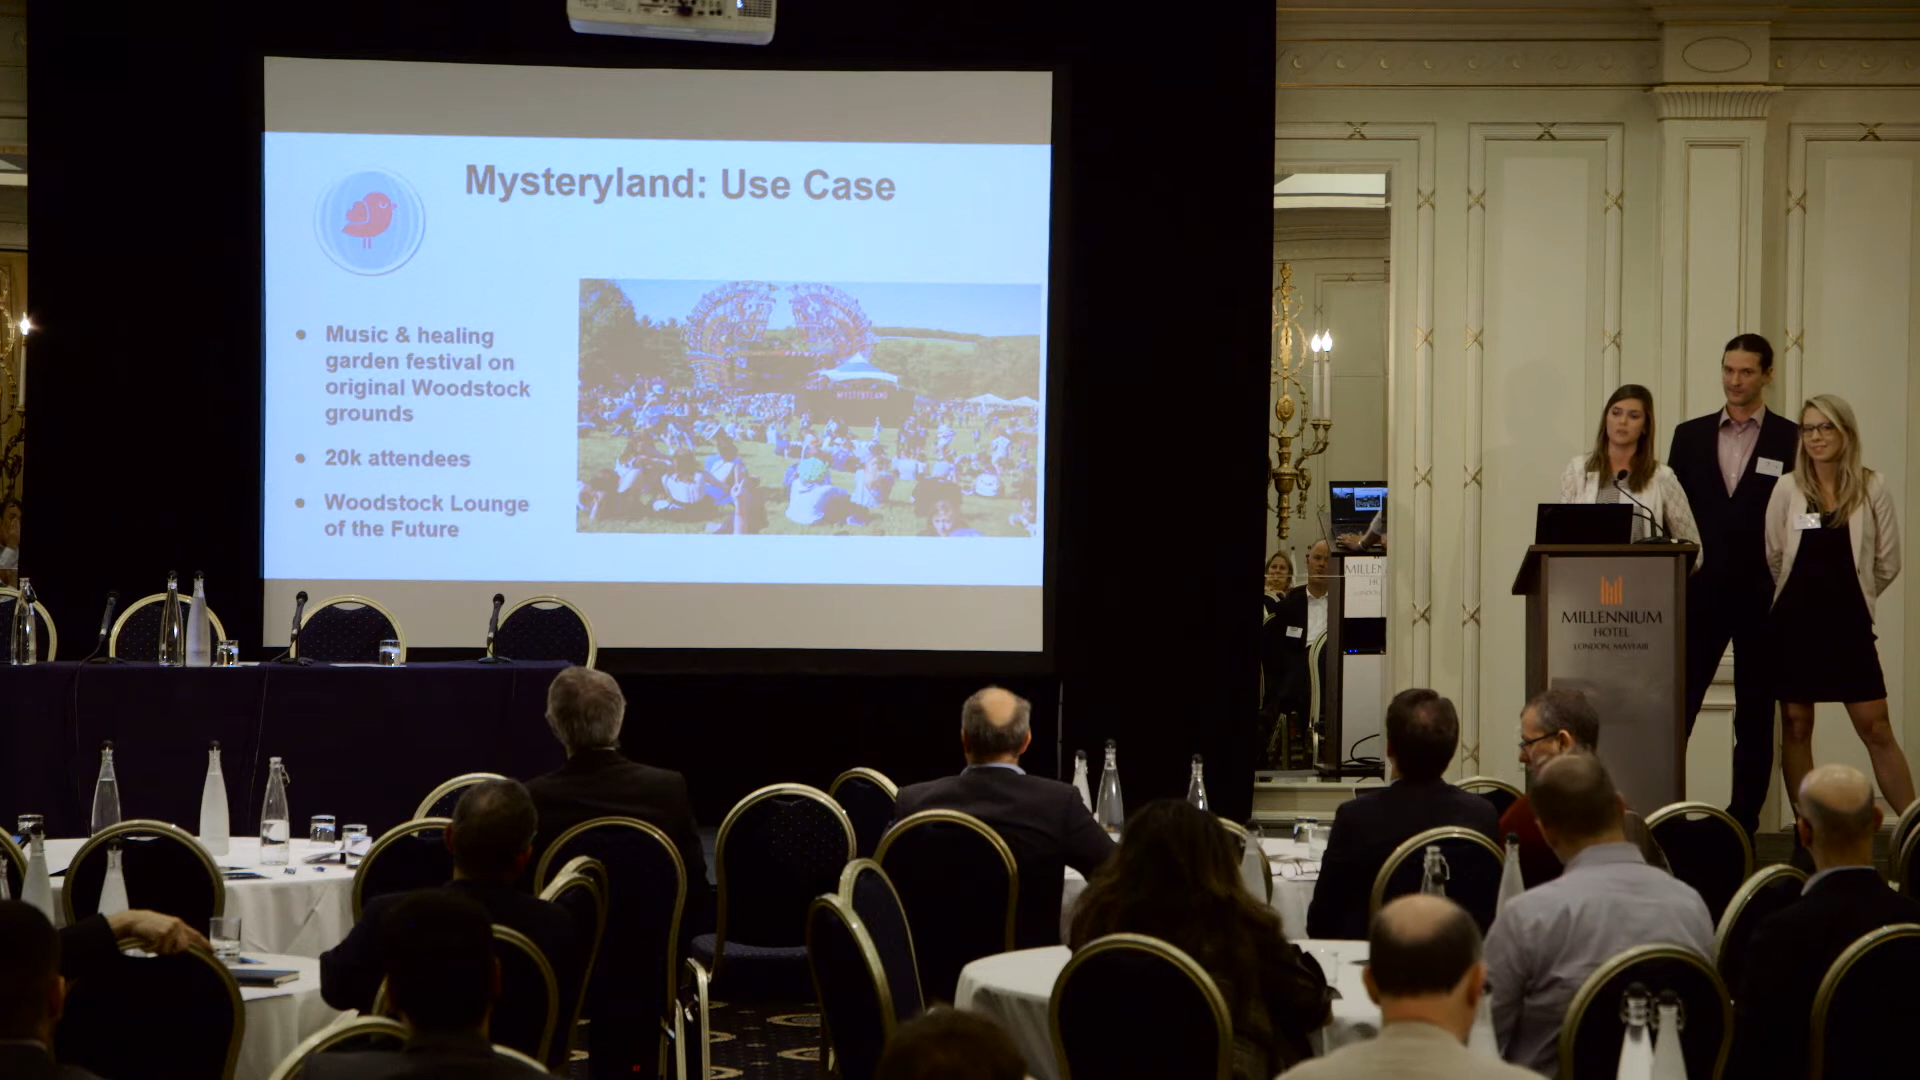 Mysteryland: Use Case
● Music & healing
garden festival on
original Woodstock
grounds
● 20k attendees
● Woodstock Lounge
of the Future
MYSTERYLAND
MILLENNIUM
HOTEL
LONDON, MAYFAIR
MILLEN